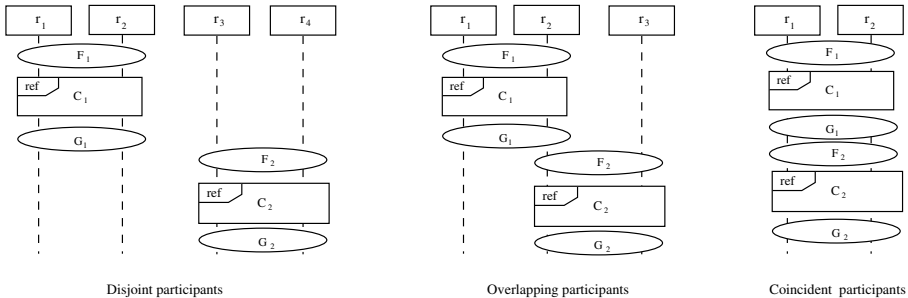 r1 r2 r3 r4 r1 r2 r3 r1 r2
F1 F1 F1
ref ref ref
C1 C1 C1
G1 G1 G1
F2 F2 F2
ref ref ref
C2 C2 C2
G2 G2 G2
Disjoint participants Overlapping participants Coincident participants